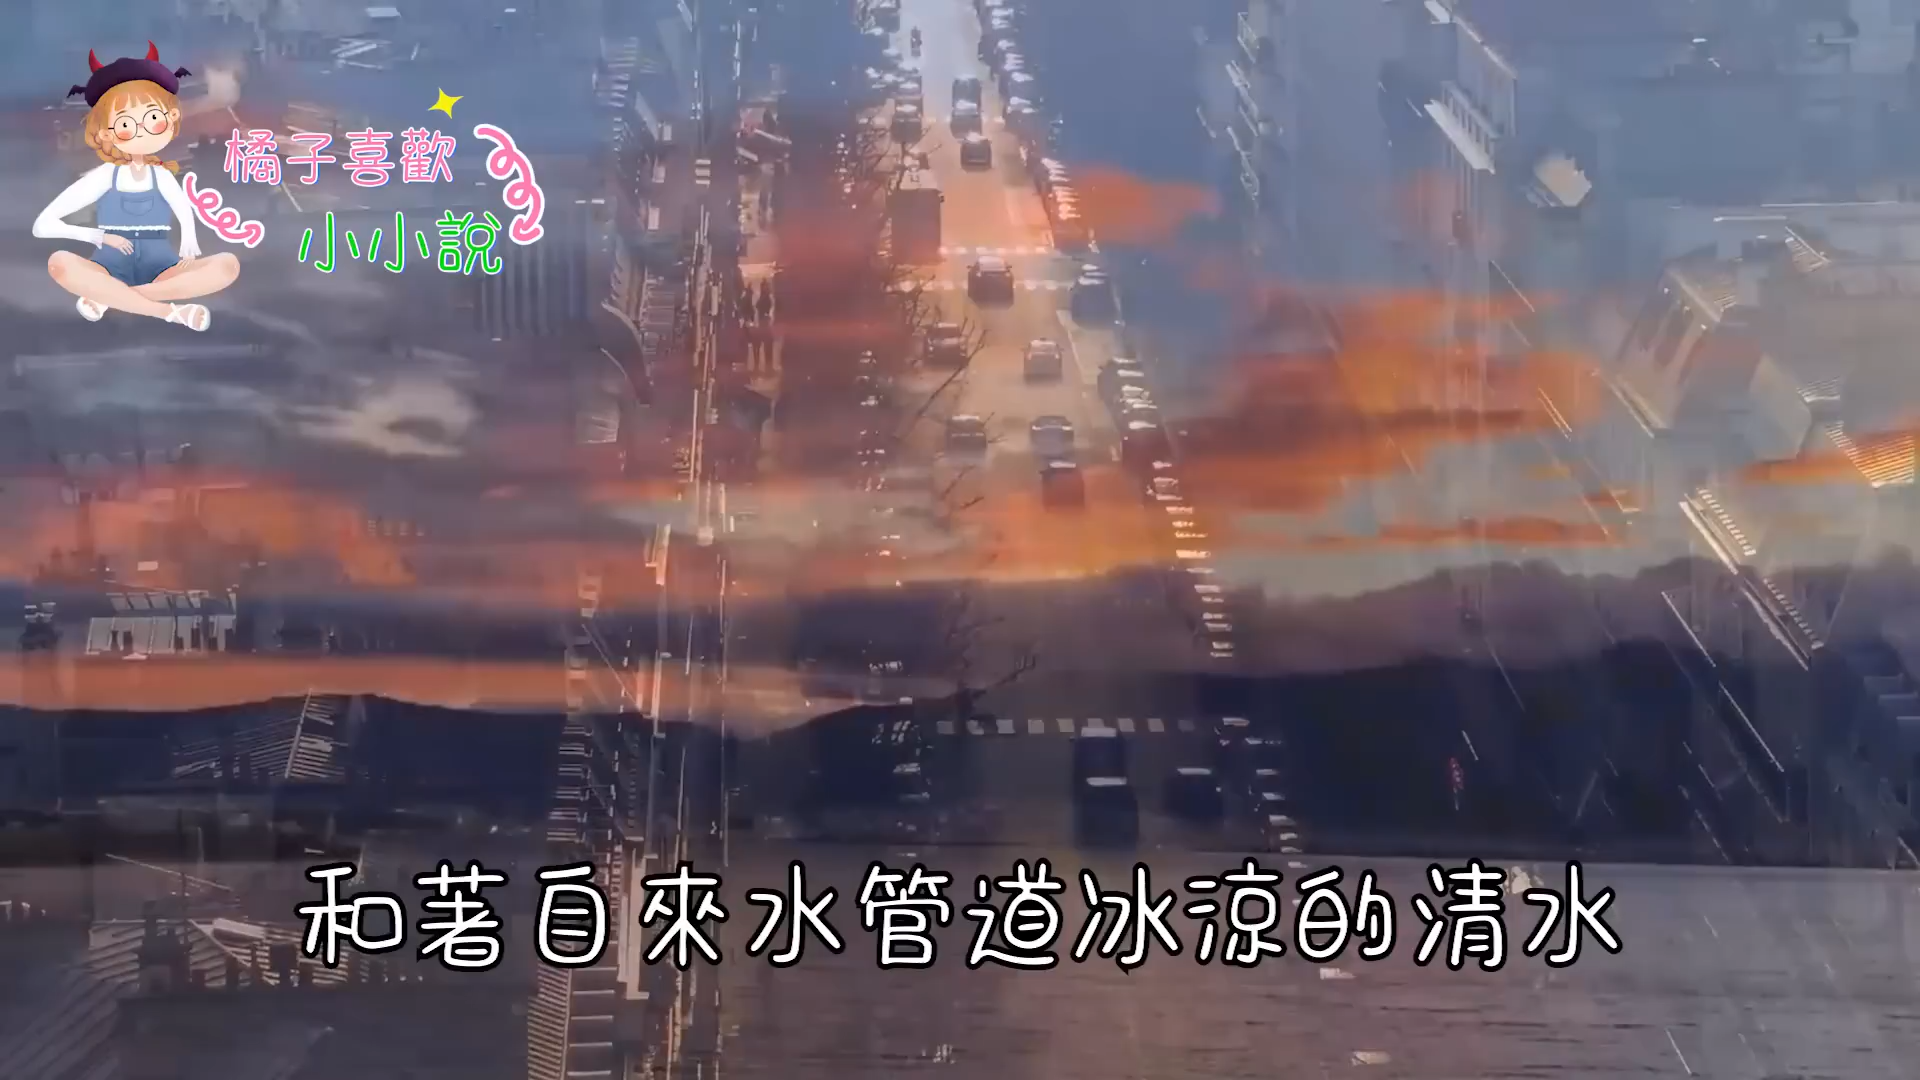 橘子喜歡
小小說
和著自來水管道冰涼的清水